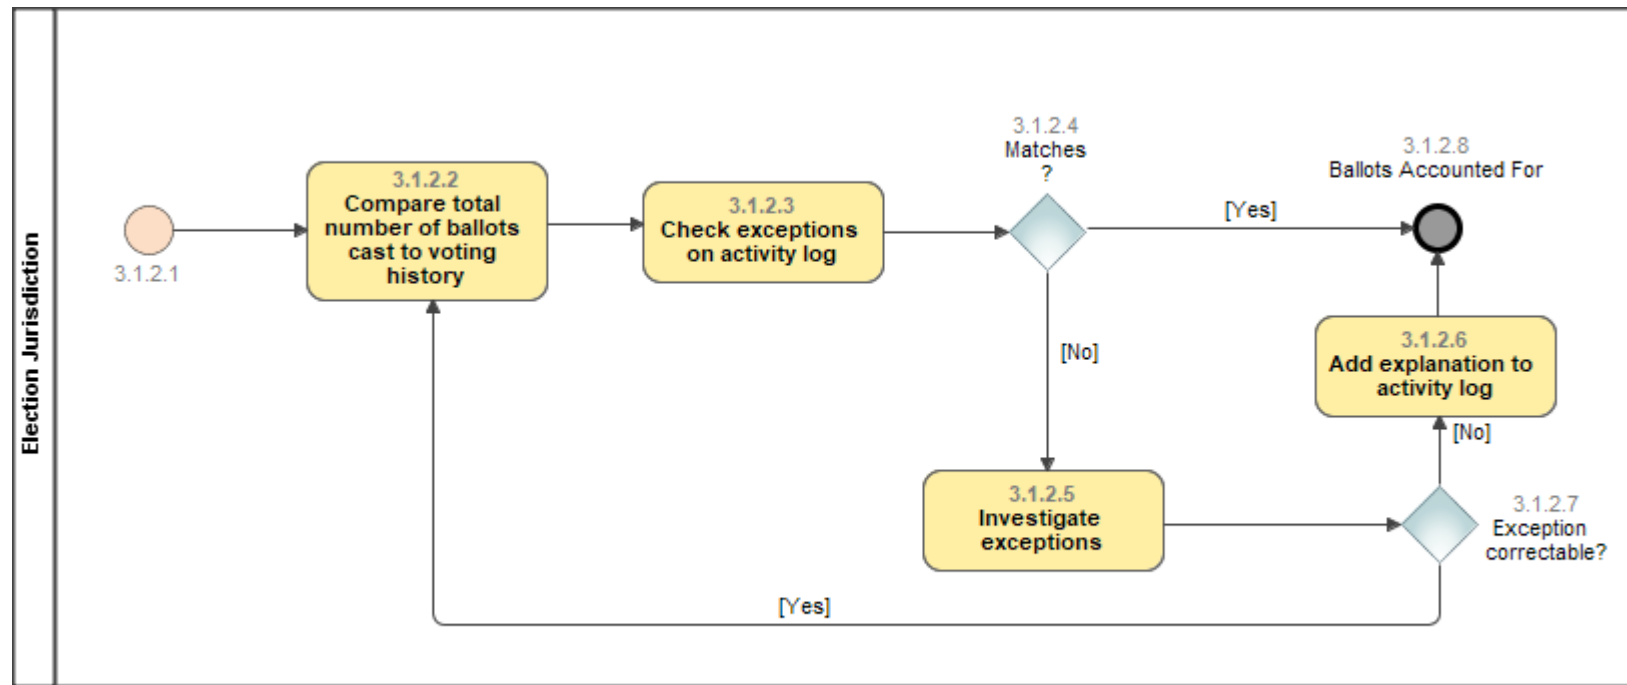 Election Jurisdiction
3.1.2.1
3.1.2.2
Compare total
number of ballots
cast to voting
history
3.1.2.3
Check exceptions
on activity log
3.1.2.4
Matches
?
[Yes]
[No]
3.1.2.8
Ballots Accounted For
3.1.2.6
Add explanation to
activity log
[No]
3.1.2.5
Investigate
exceptions
3.1.2.7
Exception
correctable?
[Yes]